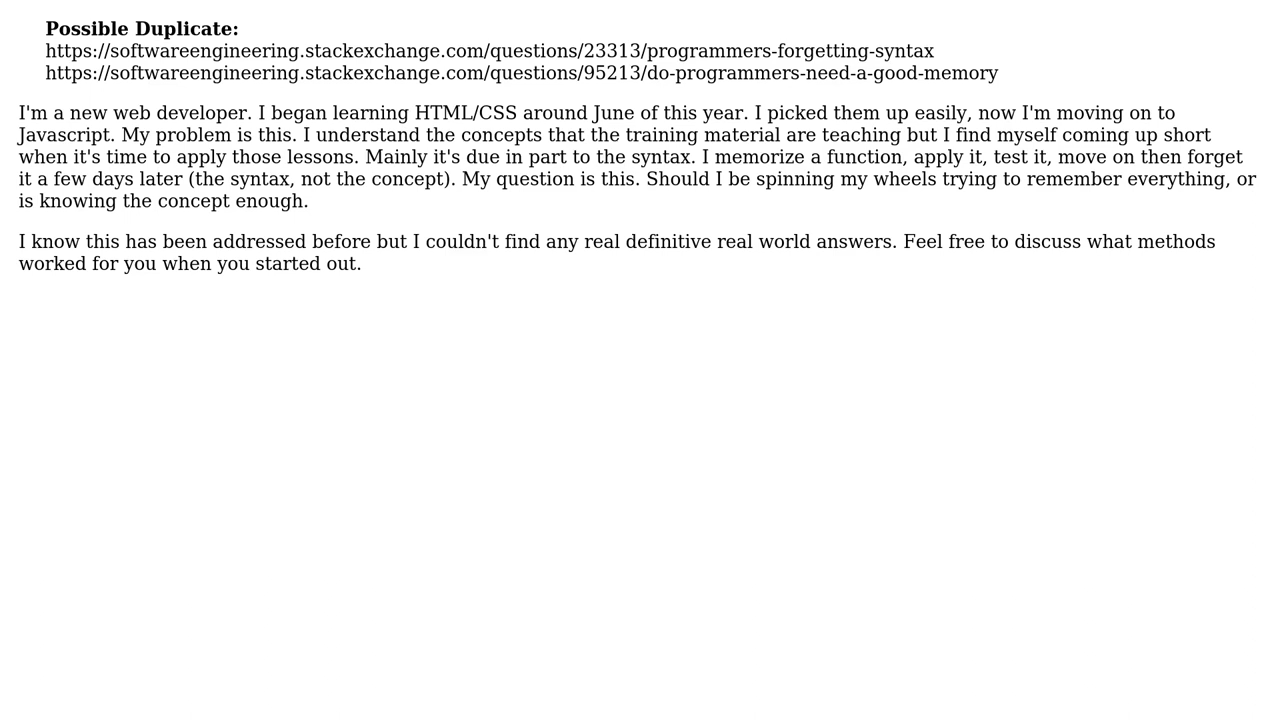 Possible Duplicate:
https://softwareengineering.stackexchange.com/questions/23313/programmers-forgetting-syntax
https://softwareengineering.stackexchange.com/questions/95213/do-programmers-need-a-good-memory
I'm a new web developer. I began learning HTML/CSS around June of this year. I picked them up easily, now I'm moving on to
Javascript. My problem is this. I understand the concepts that the training material are teaching but I find myself coming up short
when it's time to apply those lessons. Mainly it's due in part to the syntax. I memorize a function, apply it, test it, move on then forget
it a few days later (the syntax, not the concept). My question is this. Should I be spinning my wheels trying to remember everything, or
is knowing the concept enough.
I know this has been addressed before but I couldn't find any real definitive real world answers. Feel free to discuss what methods
worked for you when you started out.